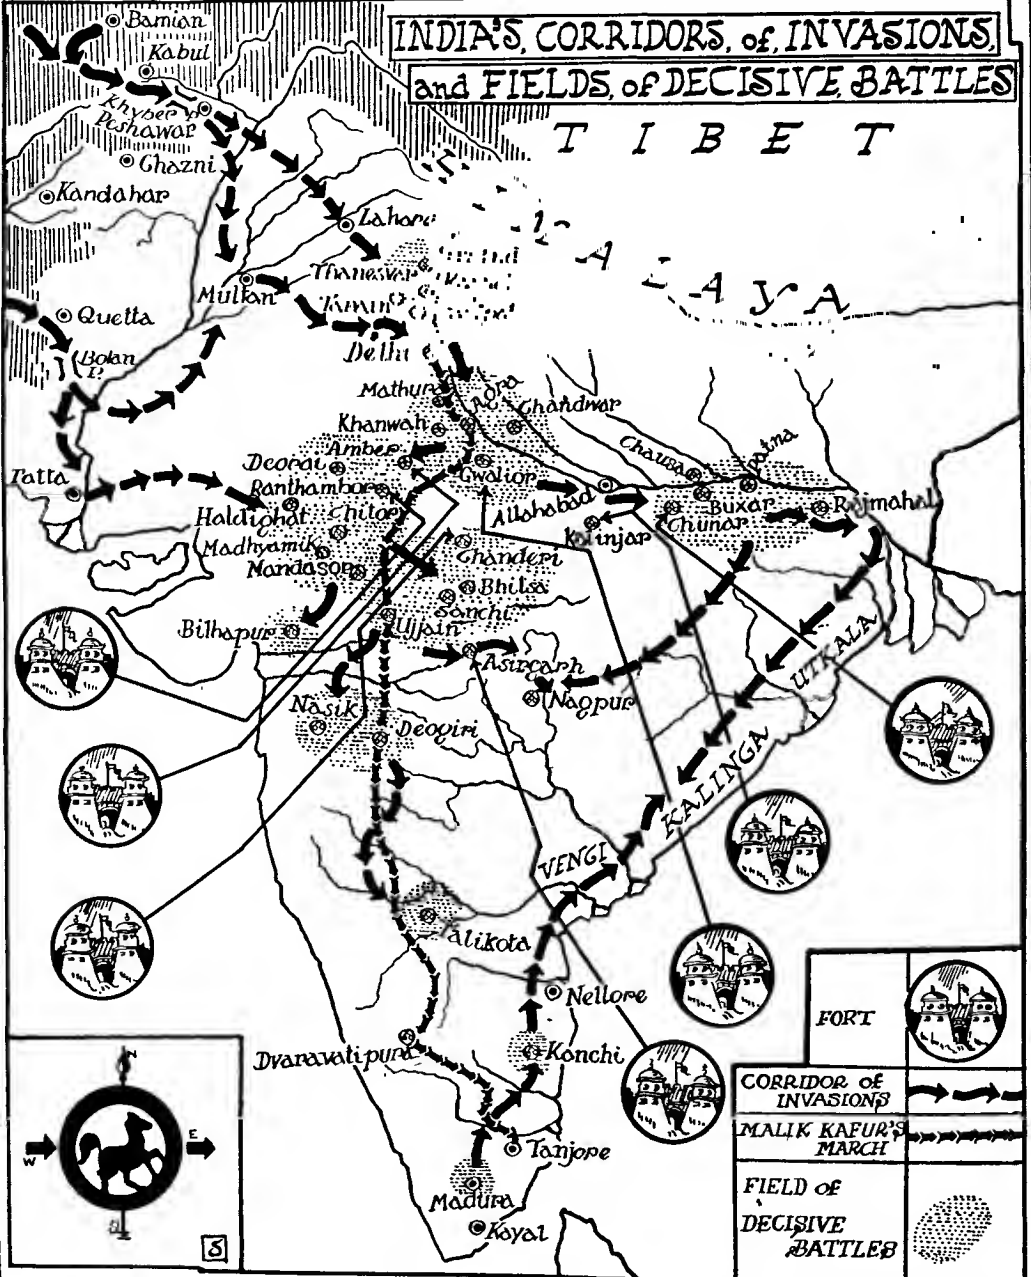 INDIA'S, CORRIDORS, of, INVASIONS,
and FIELDS, of DECISIVE, BATTLES
Bamian
Kabul
TIBET
Khyber P.
Peshawar
Ghazni
Kandahar
Lahore
ALAYA
Thanesvar
Multan
Quetta
Delhi
Bolan
P.
Mathura
Agra
Chandwar
Khanwah
Amber
Chausa
Patna
Deorai
Gwalior
Tatta
Ranthambor
Allahabad
Buxar
Rajmahal
Haldighat
Chitor
Chunar
Kalinjar
Madhyamik
Chanderi
Mandasor
Bhilsa
Sanchi
Bilhapur
Ujjain
UTKALA
Asirgarh
Nagpur
Nasik
Deogiri
KALINGA
VENGI
Talikota
Nellore
FORT
Dvaravatipura
Kanchi
CORRIDOR of
INVASIONS
MALIK KAFUR'S
MARCH
N
W
E
S
Tanjore
Madura
Kayal
FIELD of
DECISIVE
BATTLES